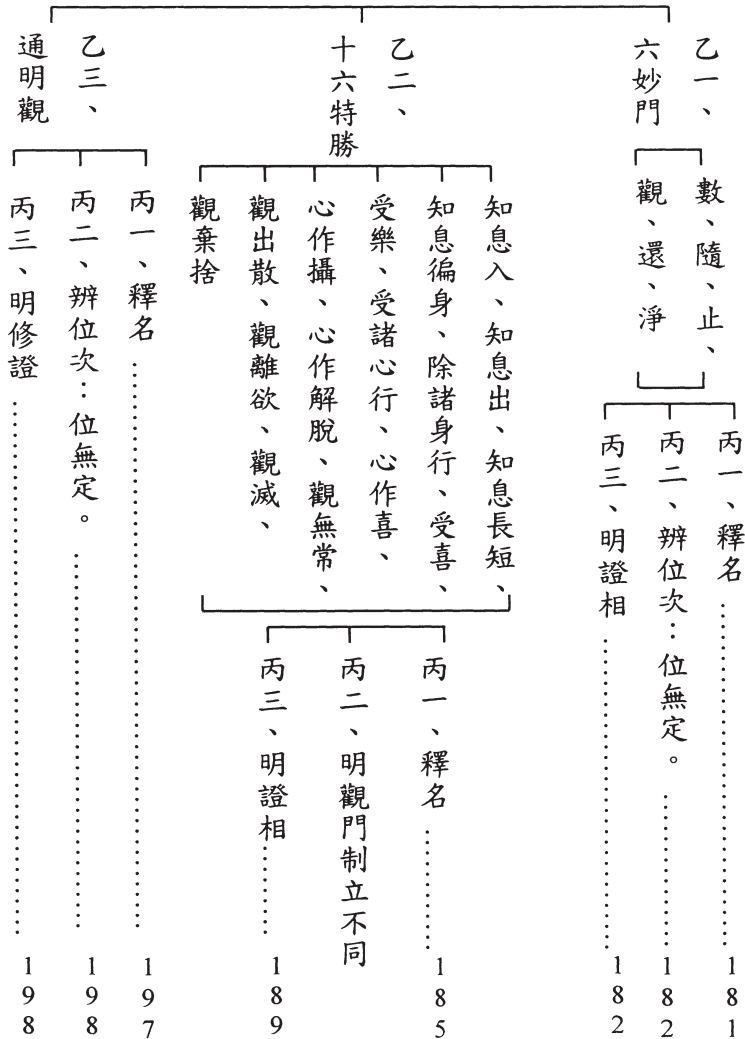 乙一、
六妙門
數、隨、止、
觀、還、淨
丙一、釋名…………181
丙二、辨位次：位無定。…………182
丙三、明證相…………182
乙二、
十六特勝
知息入、知息出、知息長短、
知息徧身、除諸身行、受喜、
受樂、受諸心行、心作喜、
心作攝、心作解脫、觀無常、
觀出散、觀離欲、觀滅、
觀棄捨
丙一、釋名…………185
丙二、明觀門制立不同
丙三、明證相…………189
乙三、
通明觀
丙一、釋名…………197
丙二、辨位次：位無定。…………198
丙三、明修證…………198